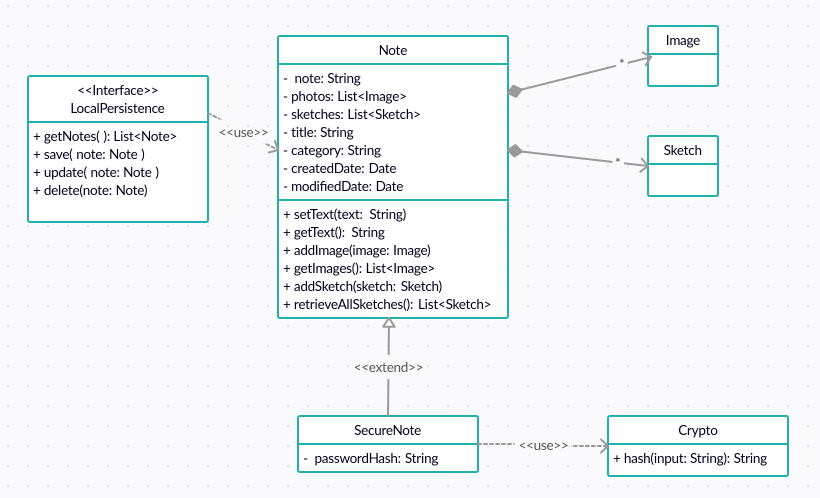 <<Interface>>
LocalPersistence
+ getNotes( ): List<Note>
+ save( note: Note )
+ update( note: Note )
+ delete(note: Note)
<<use>>
Note
- note: String
- photos: List<Image>
- sketches: List<Sketch>
- title: String
- category: String
- createdDate: Date
- modifiedDate: Date
+ setText(text: String)
+ getText(): String
+ addImage(image: Image)
+ getImages(): List<Image>
+ addSketch(sketch: Sketch)
+ retrieveAllSketches(): List<Sketch>
*
Image
*
Sketch
<<extend>>
SecureNote
- passwordHash: String
<<use>>
Crypto
+ hash(input: String): String